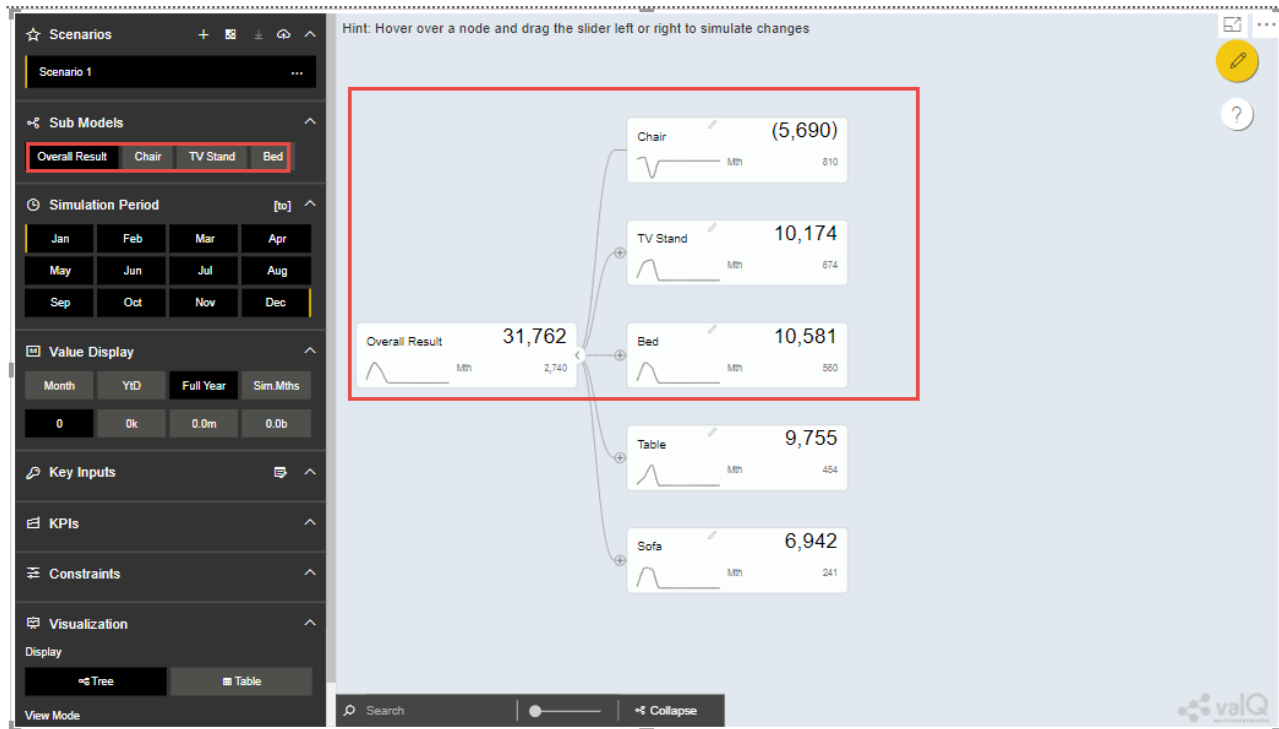 Scenarios
Scenario 1
Sub Models
Overall Result Chair TV Stand Bed
Simulation Period [to]
Jan Feb Mar Apr
May Jun Jul Aug
Sep Oct Nov Dec
Value Display
Month YtD Full Year Sim.Mths
0 0k 0.0m 0.0b
Key Inputs
KPIs
Constraints
Visualization
Display
Tree Table
View Mode
Hint: Hover over a node and drag the slider left or right to simulate changes
?
Chair (5,690)
Mth 810
TV Stand 10,174
Mth 674
Overall Result 31,762
Mth 2,740
Bed 10,581
Mth 560
Table 9,755
Mth 454
Sofa 6,942
Mth 241
Search Collapse
valQ